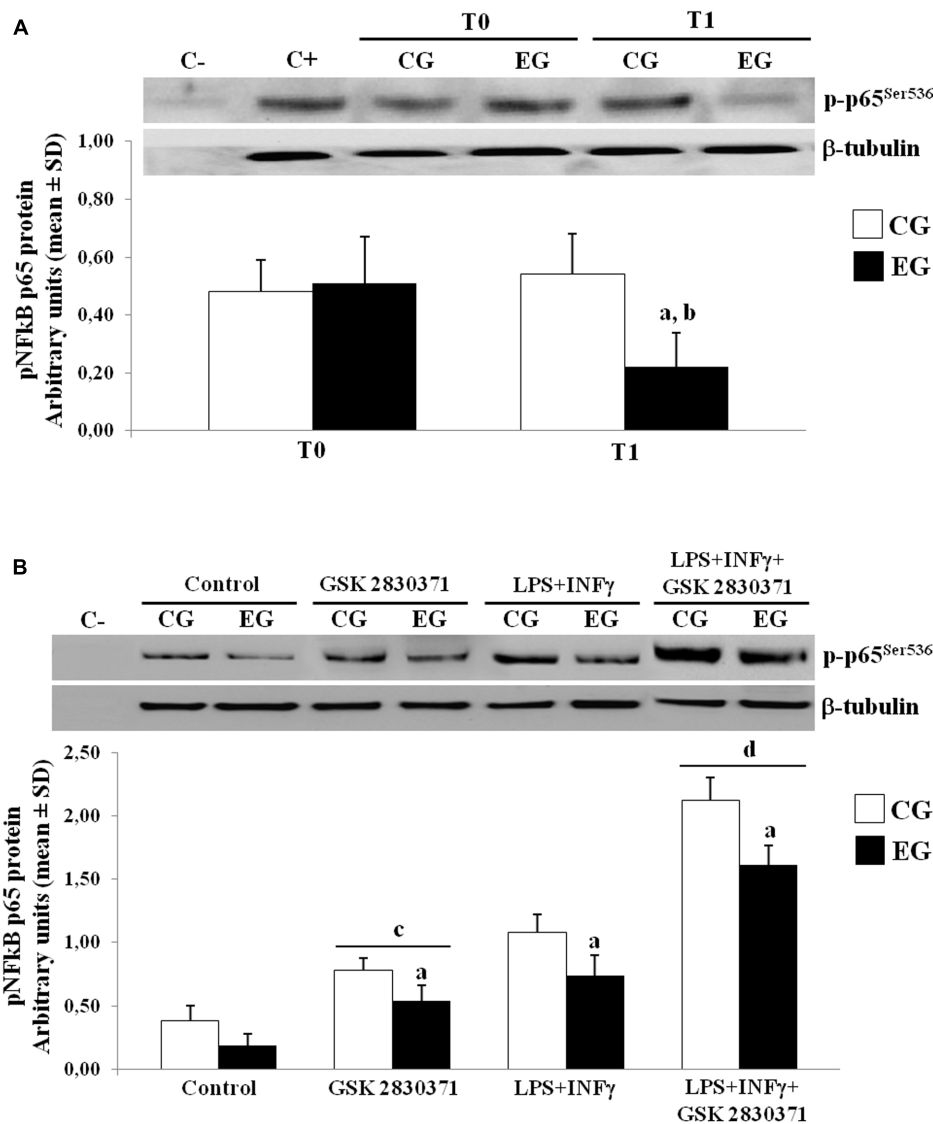 A
T0 T1
C- C+ CG EG CG EG
p-p65Ser536
β-tubulin
pNFkB p65 protein
Arbitrary units (mean ± SD)
1,00
0,80
0,60
0,40
0,20
0,00
a, b
T0 T1
CG
EG
B
Control GSK 2830371 LPS+INFγ LPS+INFγ+
GSK 2830371
C- CG EG CG EG CG EG CG EG
p-p65Ser536
β-tubulin
pNFkB p65 protein
Arbitrary units (mean ± SD)
2,50
2,00
1,50
1,00
0,50
0,00
c
a
a
d
a
CG
EG
Control GSK 2830371 LPS+INFγ LPS+INFγ+
GSK 2830371